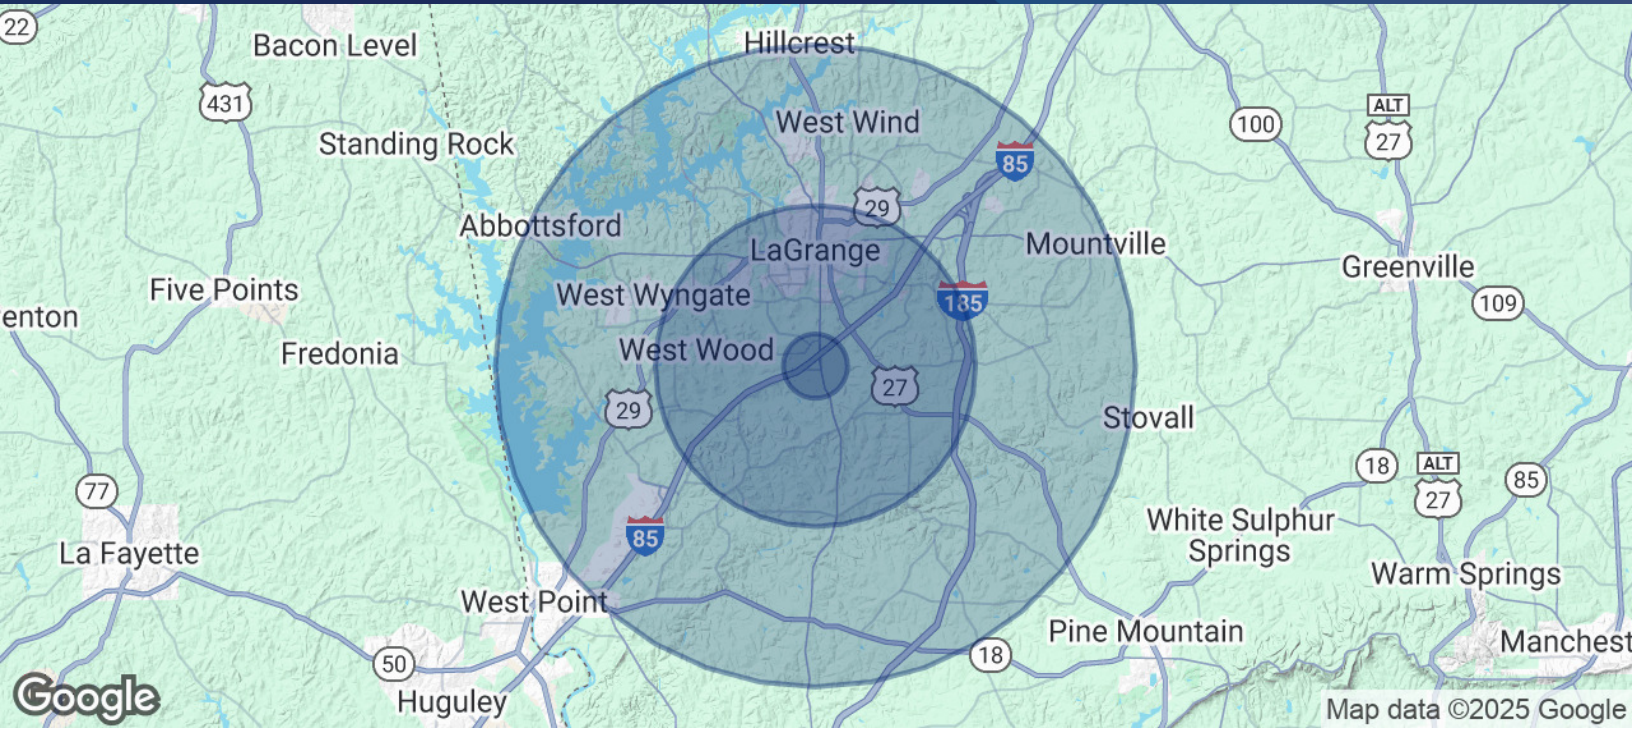 22
Bacon Level
Hillcrest
431
ALT
27
100
West Wind
Standing Rock
85
29
Abbottsford
LaGrange
Mountville
Greenville
Five Points
West Wyngate
185
109
enton
Fredonia
West Wood
27
29
Stovall
18
ALT
27
85
77
White Sulphur
Springs
85
La Fayette
Warm Springs
West Point
Pine Mountain
Manchest
18
50
Huguley
Google
Map data ©2025 Google